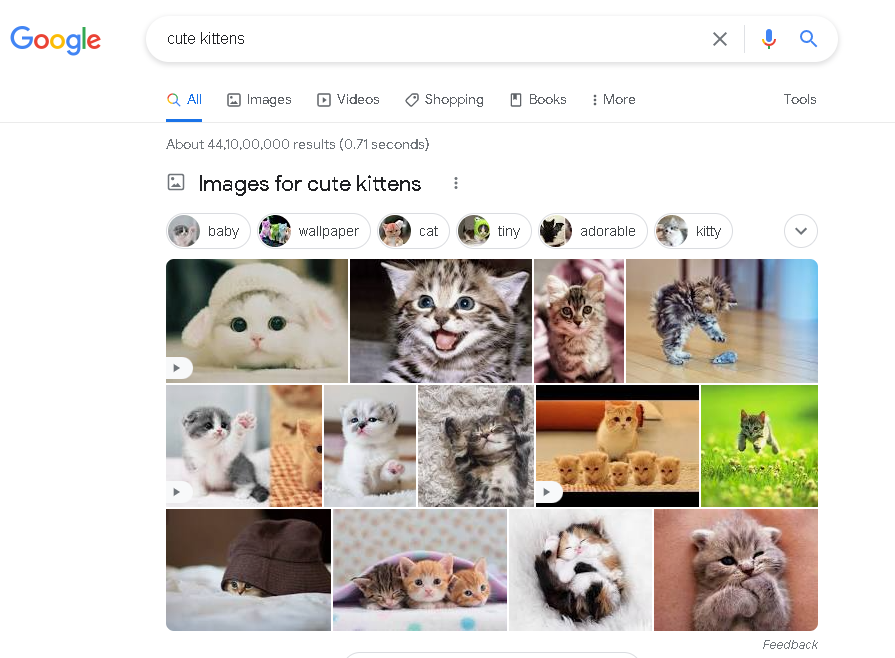 Google
cute kittens
All Images Videos Shopping Books More Tools
About 44,10,00,000 results (0.71 seconds)
Images for cute kittens
baby wallpaper cat tiny adorable kitty
Feedback